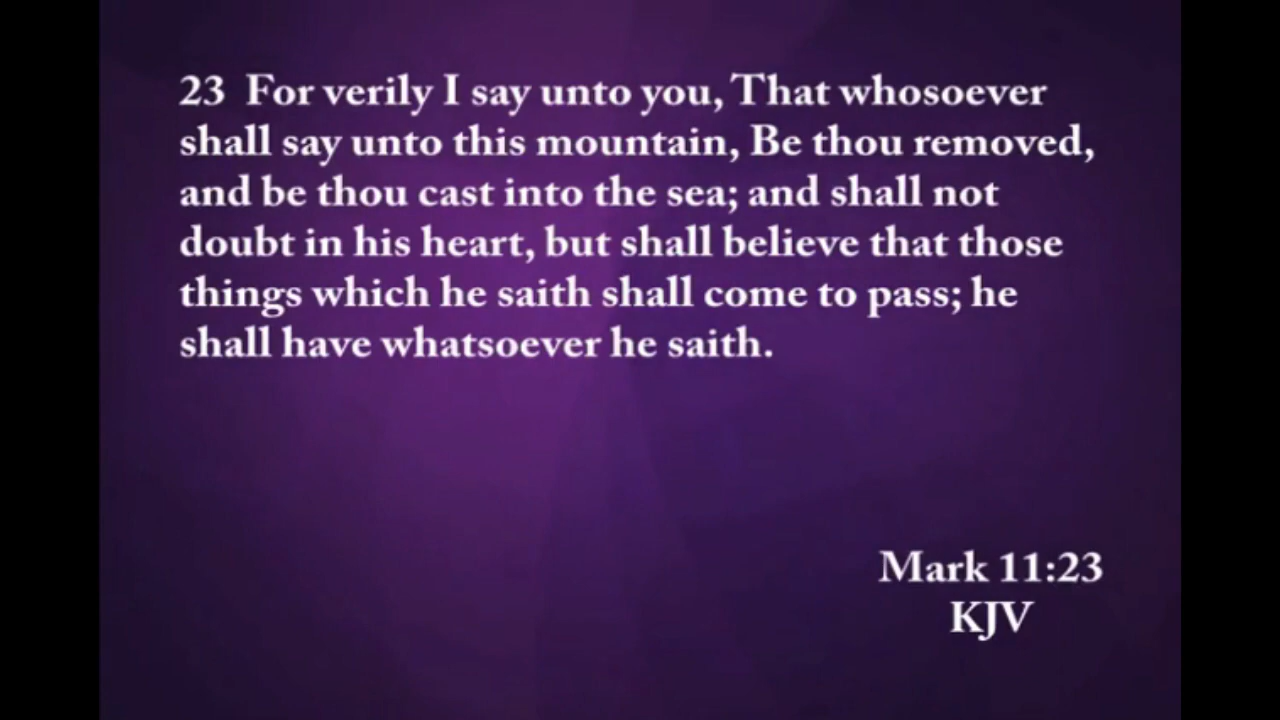 23 For verily I say unto you, That whosoever
shall say unto this mountain, Be thou removed,
and be thou cast into the sea; and shall not
doubt in his heart, but shall believe that those
things which he saith shall come to pass; he
shall have whatsoever he saith.
Mark 11:23
KJV